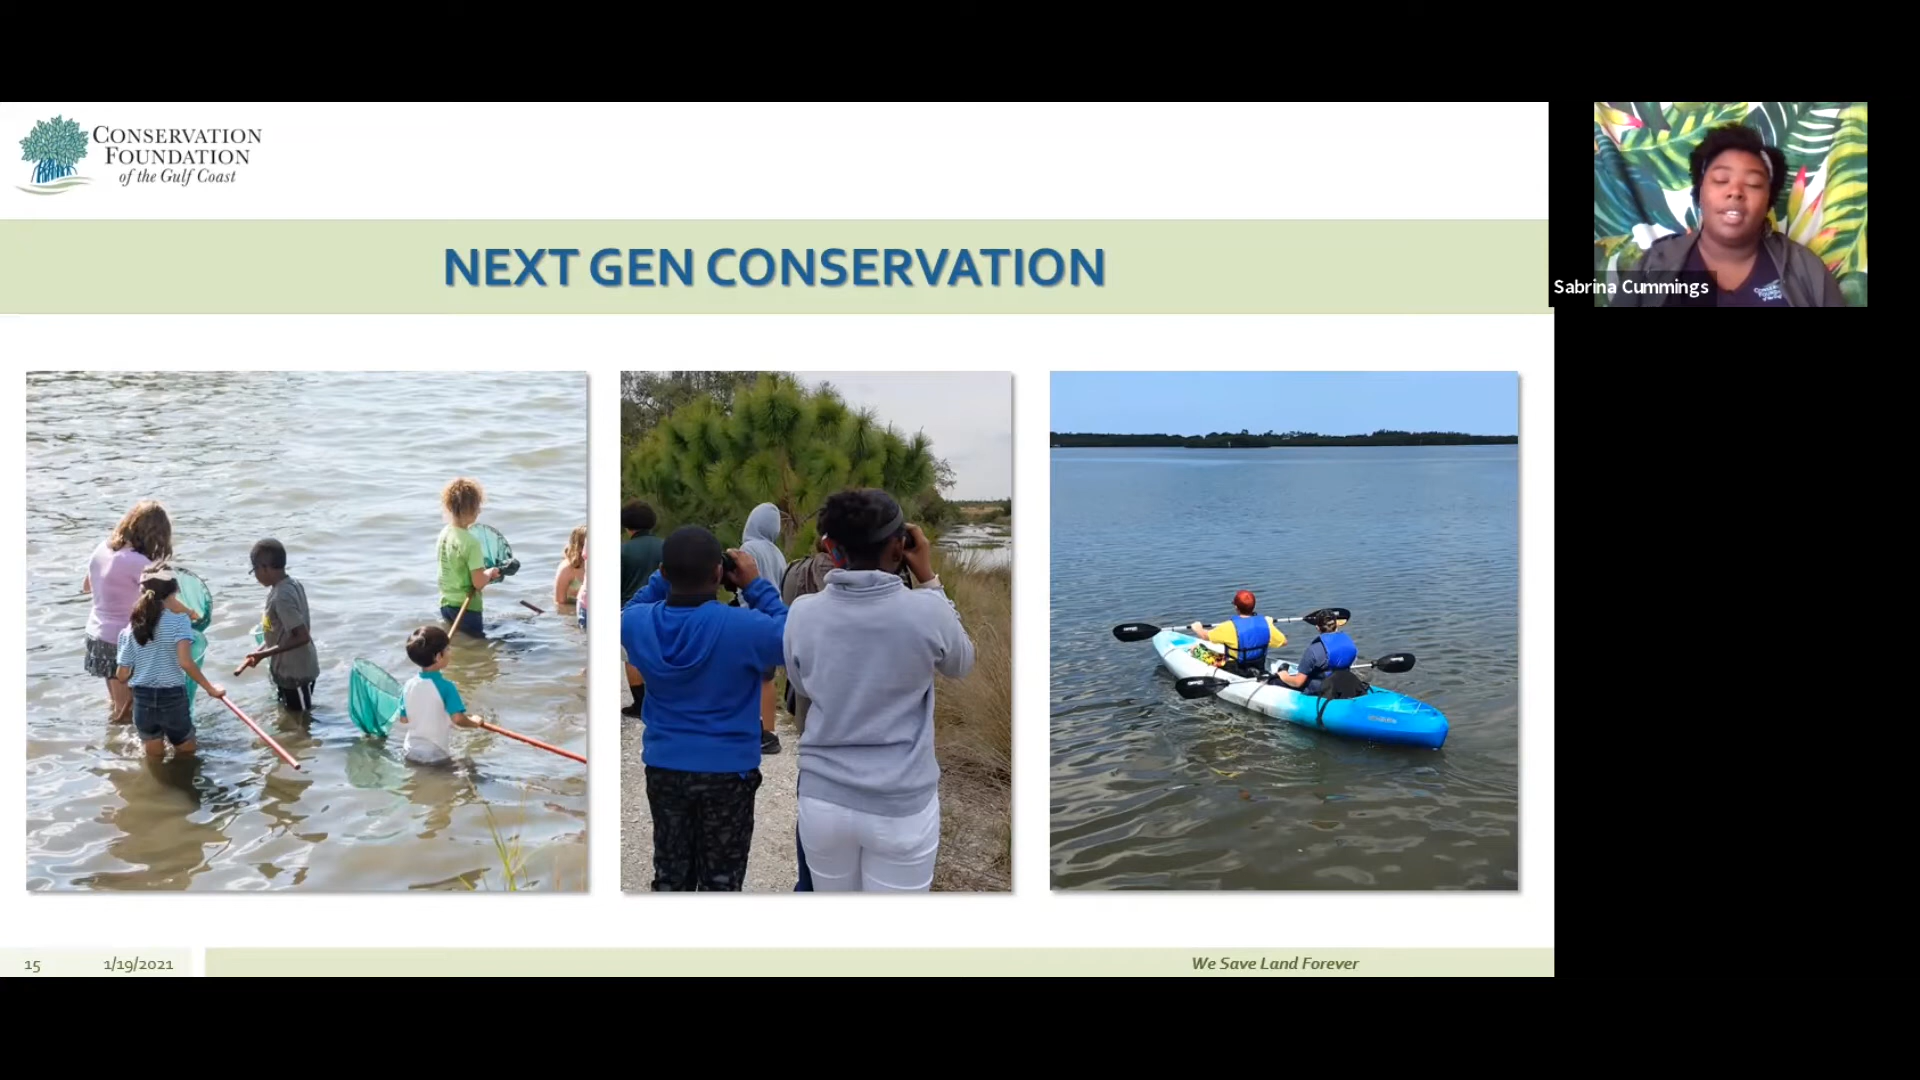 CONSERVATION
FOUNDATION
of the Gulf Coast
NEXT GEN CONSERVATION
Sabrina Cummings
15
1/19/2021
We Save Land Forever